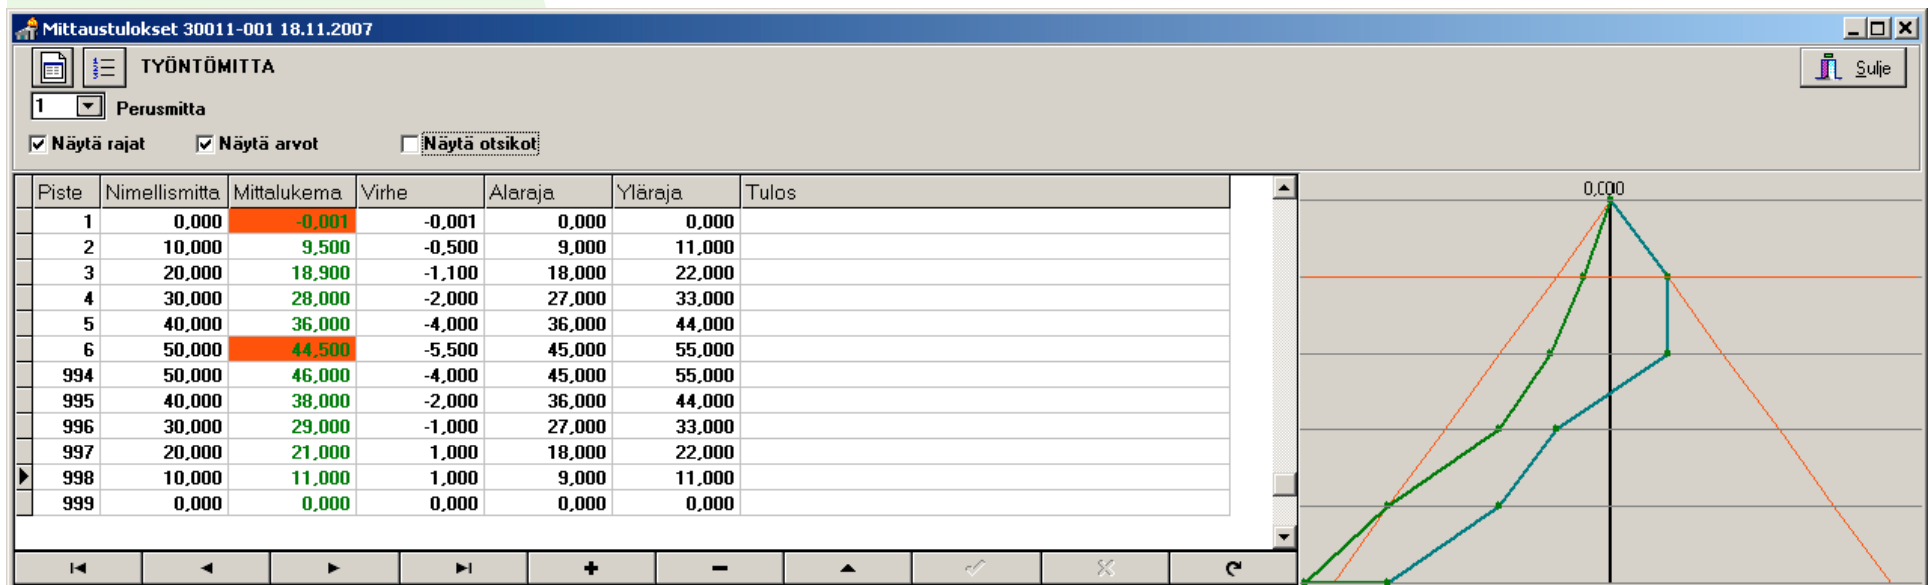 Mittaustulokset 30011-001 18.11.2007
TYÖNTÖMITTA
Sulje
1 Perusmitta
Näytä rajat Näytä arvot Näytä otsikot
Piste Nimellismitta Mittalukema Virhe Alaraja Yläraja Tulos
1 0,000 -0,001 -0,001 0,000 0,000
2 10,000 9,500 -0,500 9,000 11,000
3 20,000 18,900 -1,100 18,000 22,000
4 30,000 28,000 -2,000 27,000 33,000
5 40,000 36,000 -4,000 36,000 44,000
6 50,000 44,500 -5,500 45,000 55,000
994 50,000 46,000 -4,000 45,000 55,000
995 40,000 38,000 -2,000 36,000 44,000
996 30,000 29,000 -1,000 27,000 33,000
997 20,000 21,000 1,000 18,000 22,000
998 10,000 11,000 1,000 9,000 11,000
999 0,000 0,000 0,000 0,000 0,000
0,000